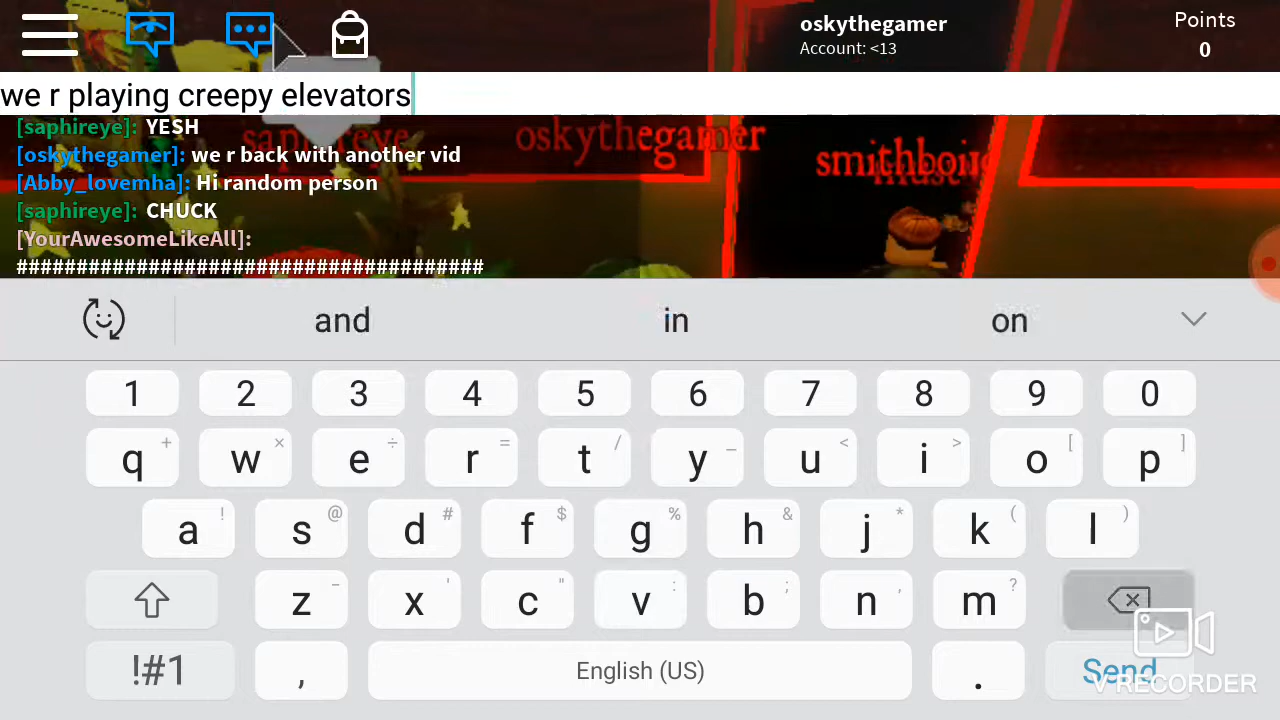 oskythegamer
Account: <13
Points
0
we r playing creepy elevators
[saphireye]: YESH
[oskythegamer]: we r back with another vid
[Abby_lovemha]: Hi random person
[saphireye]: CHUCK
[YourAwesomeLikeAll]:
#######################################
saphireye
oskythegamer
and in on
1 2 3 4 5 6 7 8 9 0
q + w × e ÷ r = t / y _ u < i > o [ p ]
a ! s @ d # f $ g % h & j * k ( l )
z - x ' c " v : b ; n , m ?
!#1 , English (US) . Send
V RECORDER